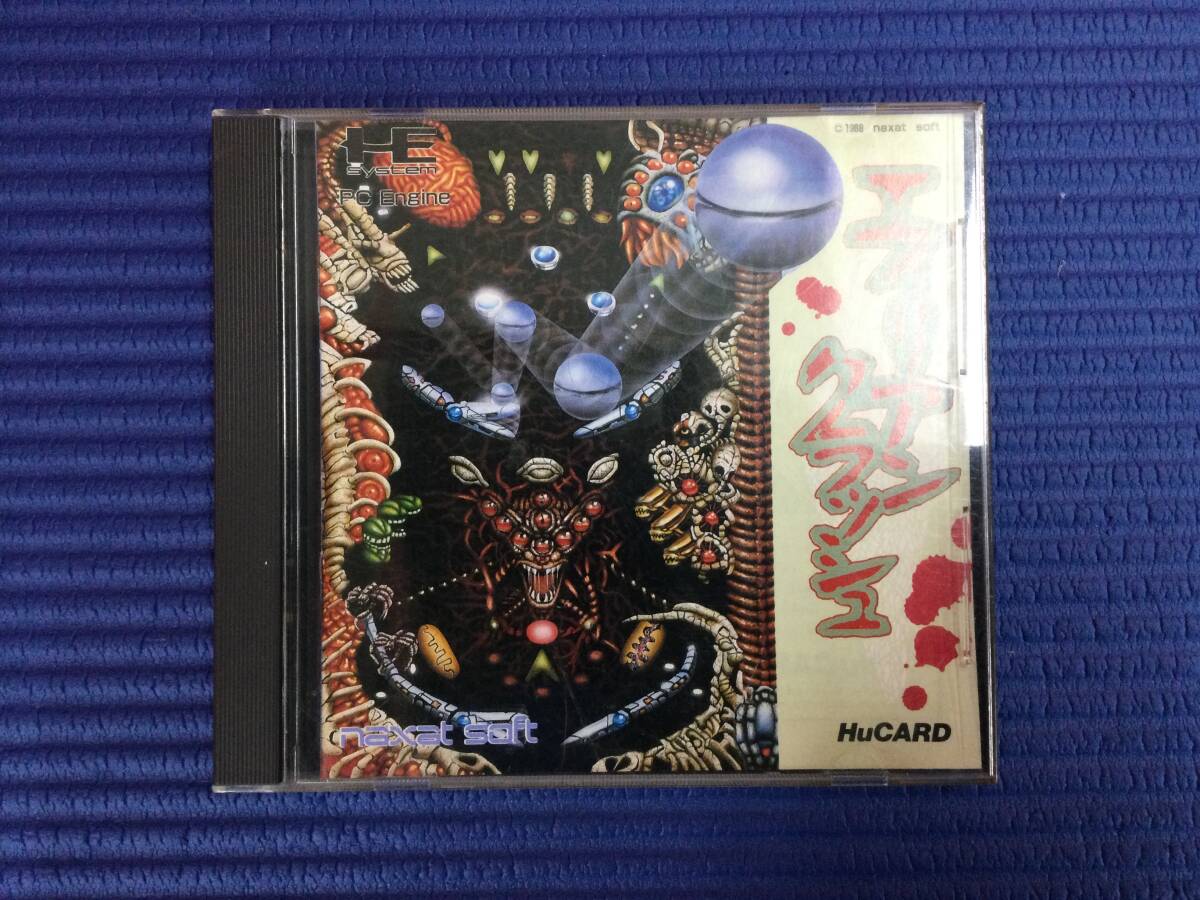 HE
system
PC Engine
© 1988 naxat soft
エイリアン
クラッシュ
naxat soft
HuCARD